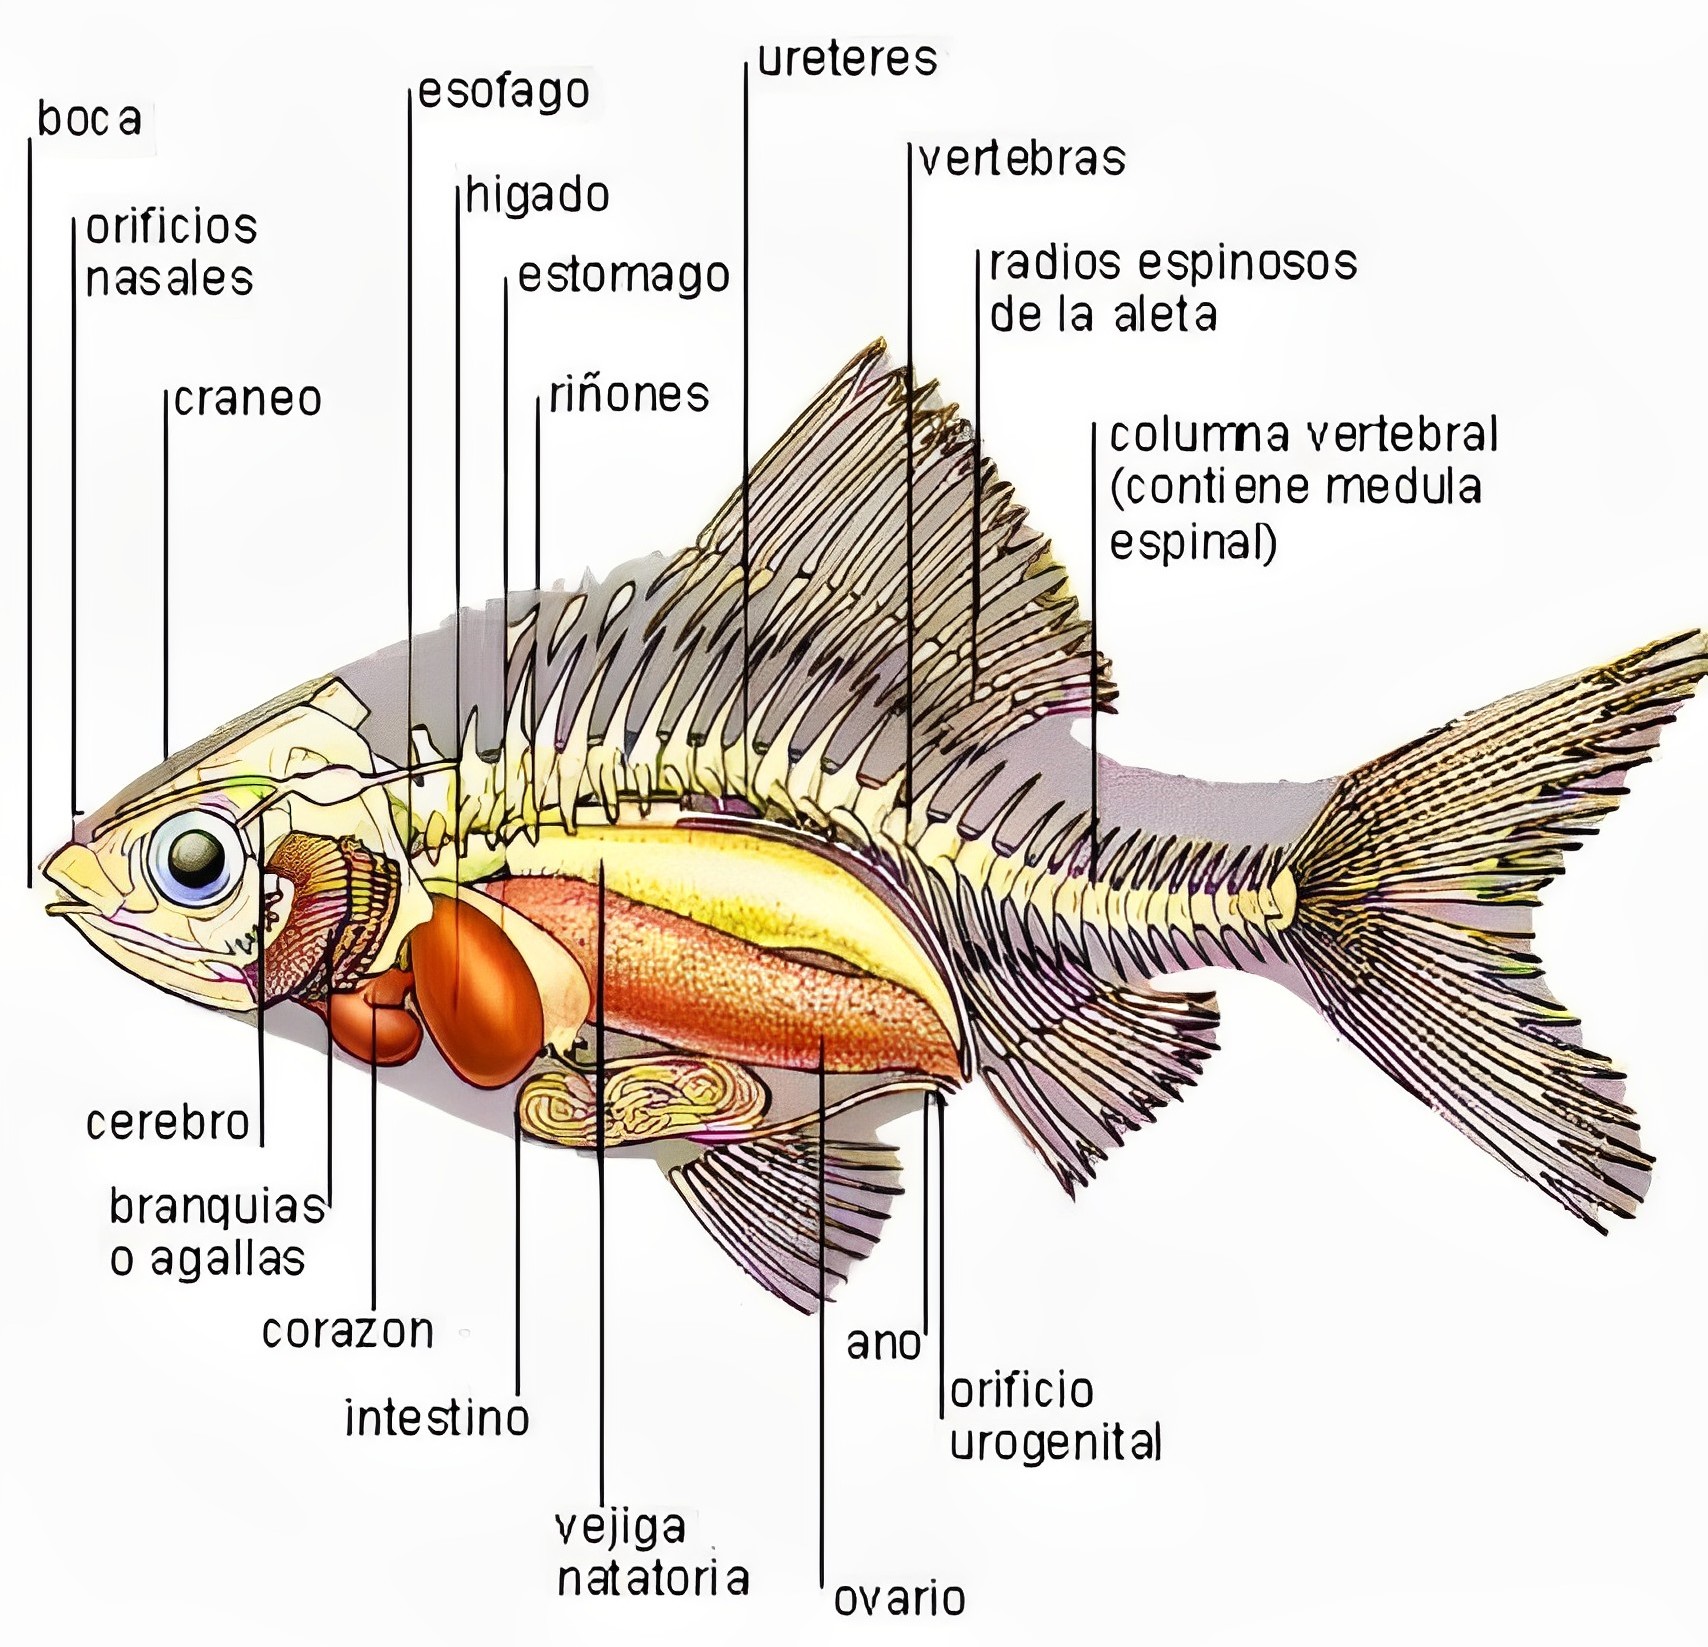 ureteres
esofago
boca
vertebras
higado
orificios
nasales
estomago
radios espinosos
de la aleta
craneo
riñones
columna vertebral
(contiene medula
espinal)
cerebro
branquias
o agallas
corazon
ano
intestino
orificio
urogenital
vejiga
natatoria
ovario